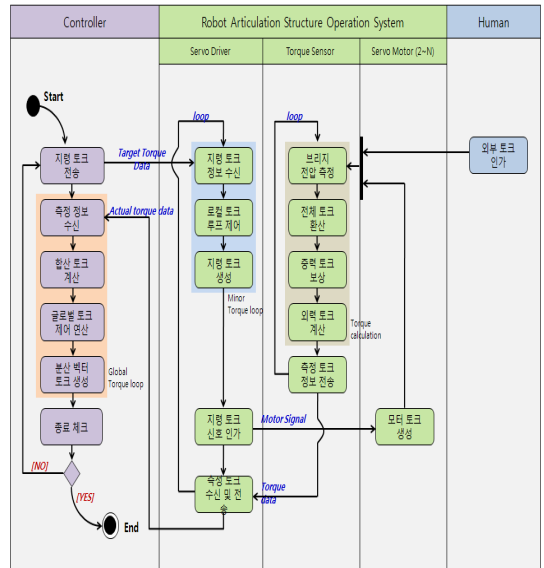 Controller
Robot Articulation Structure Operation System
Human
Servo Driver
Torque Sensor
Servo Motor (2~N)
Start
loop
loop
지령 토크
전송
Target Torque
Data
지령 토크
정보 수신
브리지
전압 측정
외부 토크
인가
측정 정보
수신
Actual torque data
로컬 토크
루프 제어
전체 토크
환산
합산 토크
계산
지령 토크
생성
중력 토크
보상
Minor
Torque loop
글로벌 토크
제어 연산
외력 토크
계산
Torque
calculation
분산 벡터
토크 생성
Global
Torque loop
측정 토크
정보 전송
종료 체크
지령 토크
신호 인가
Motor Signal
모터 토크
생성
[NO]
[YES]
측정 토크
수신 및 전
송
Torque
data
End